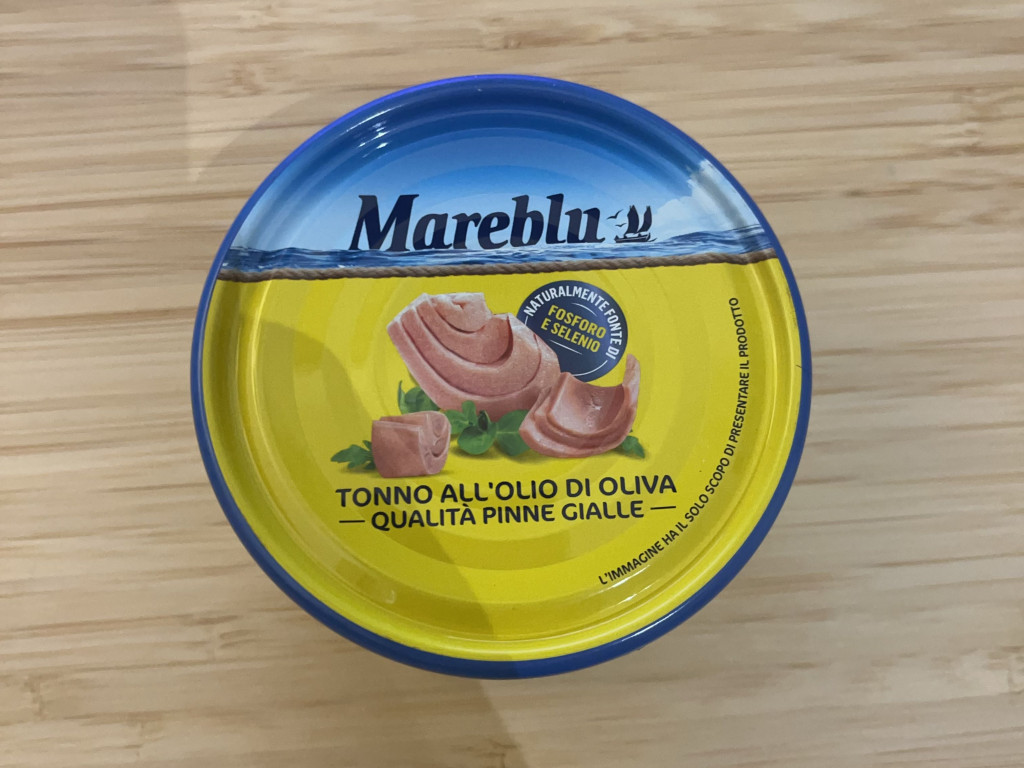 Mareblu
NATURALMENTE FONTE DI
FOSFORO
E SELENIO
TONNO ALL'OLIO DI OLIVA
— QUALITÀ PINNE GIALLE —
L'IMMAGINE HA IL SOLO SCOPO DI PRESENTARE IL PRODOTTO